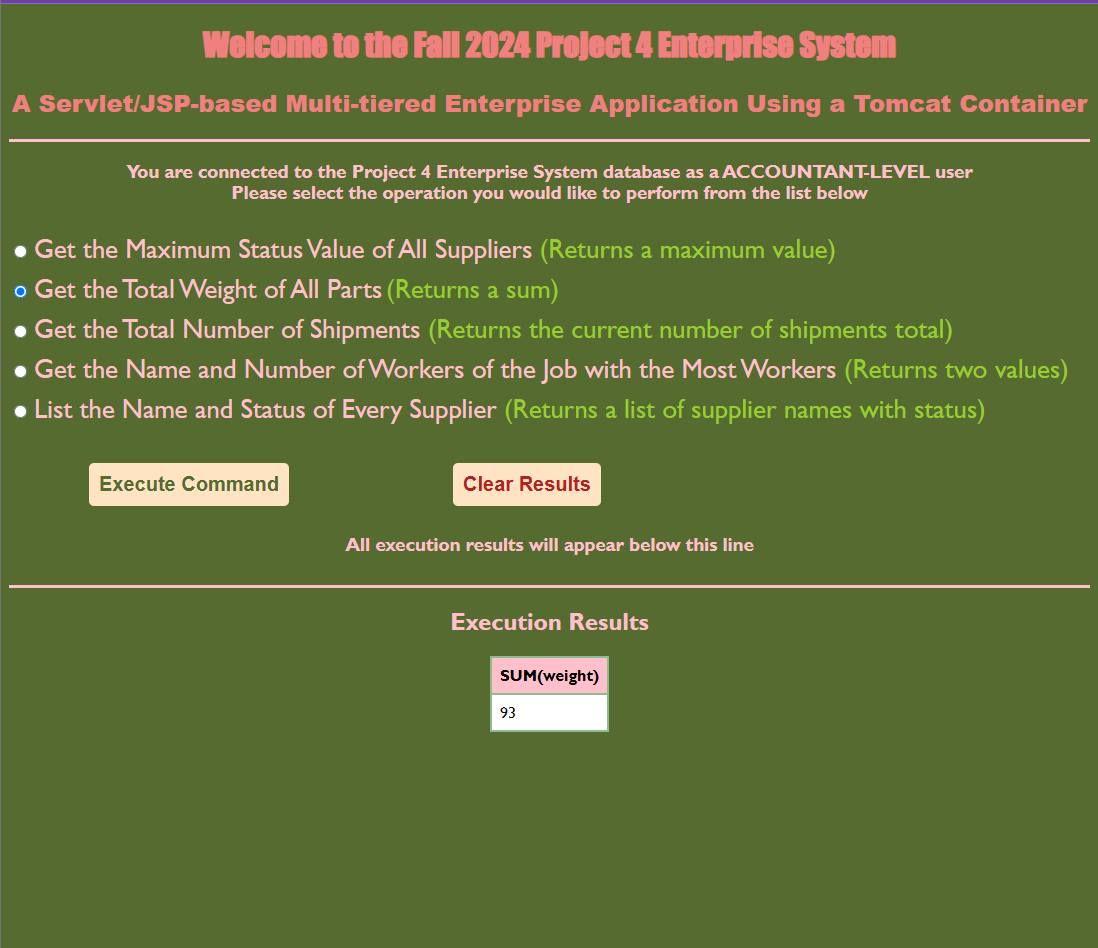 Welcome to the Fall 2024 Project 4 Enterprise System
A Servlet/JSP-based Multi-tiered Enterprise Application Using a Tomcat Container
You are connected to the Project 4 Enterprise System database as a ACCOUNTANT-LEVEL user
Please select the operation you would like to perform from the list below
Get the Maximum Status Value of All Suppliers (Returns a maximum value)
Get the Total Weight of All Parts (Returns a sum)
Get the Total Number of Shipments (Returns the current number of shipments total)
Get the Name and Number of Workers of the Job with the Most Workers (Returns two values)
List the Name and Status of Every Supplier (Returns a list of supplier names with status)
Execute Command Clear Results
All execution results will appear below this line
Execution Results
SUM(weight)
93